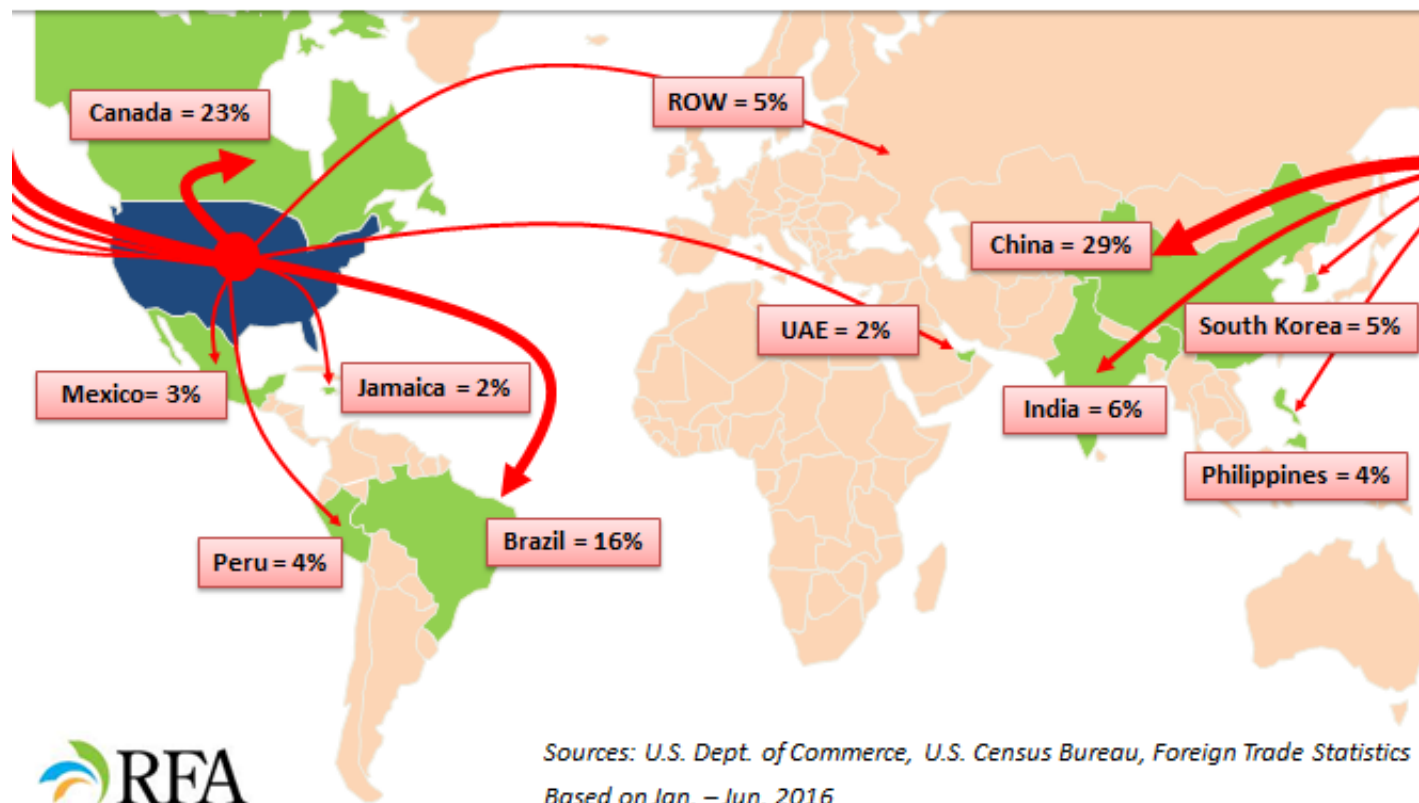 Canada = 23%
ROW = 5%
China = 29%
UAE = 2%
South Korea = 5%
Mexico= 3%
Jamaica = 2%
India = 6%
Philippines = 4%
Peru = 4%
Brazil = 16%
RFA
Sources: U.S. Dept. of Commerce, U.S. Census Bureau, Foreign Trade Statistics
Based on Jan. – Jun. 2016